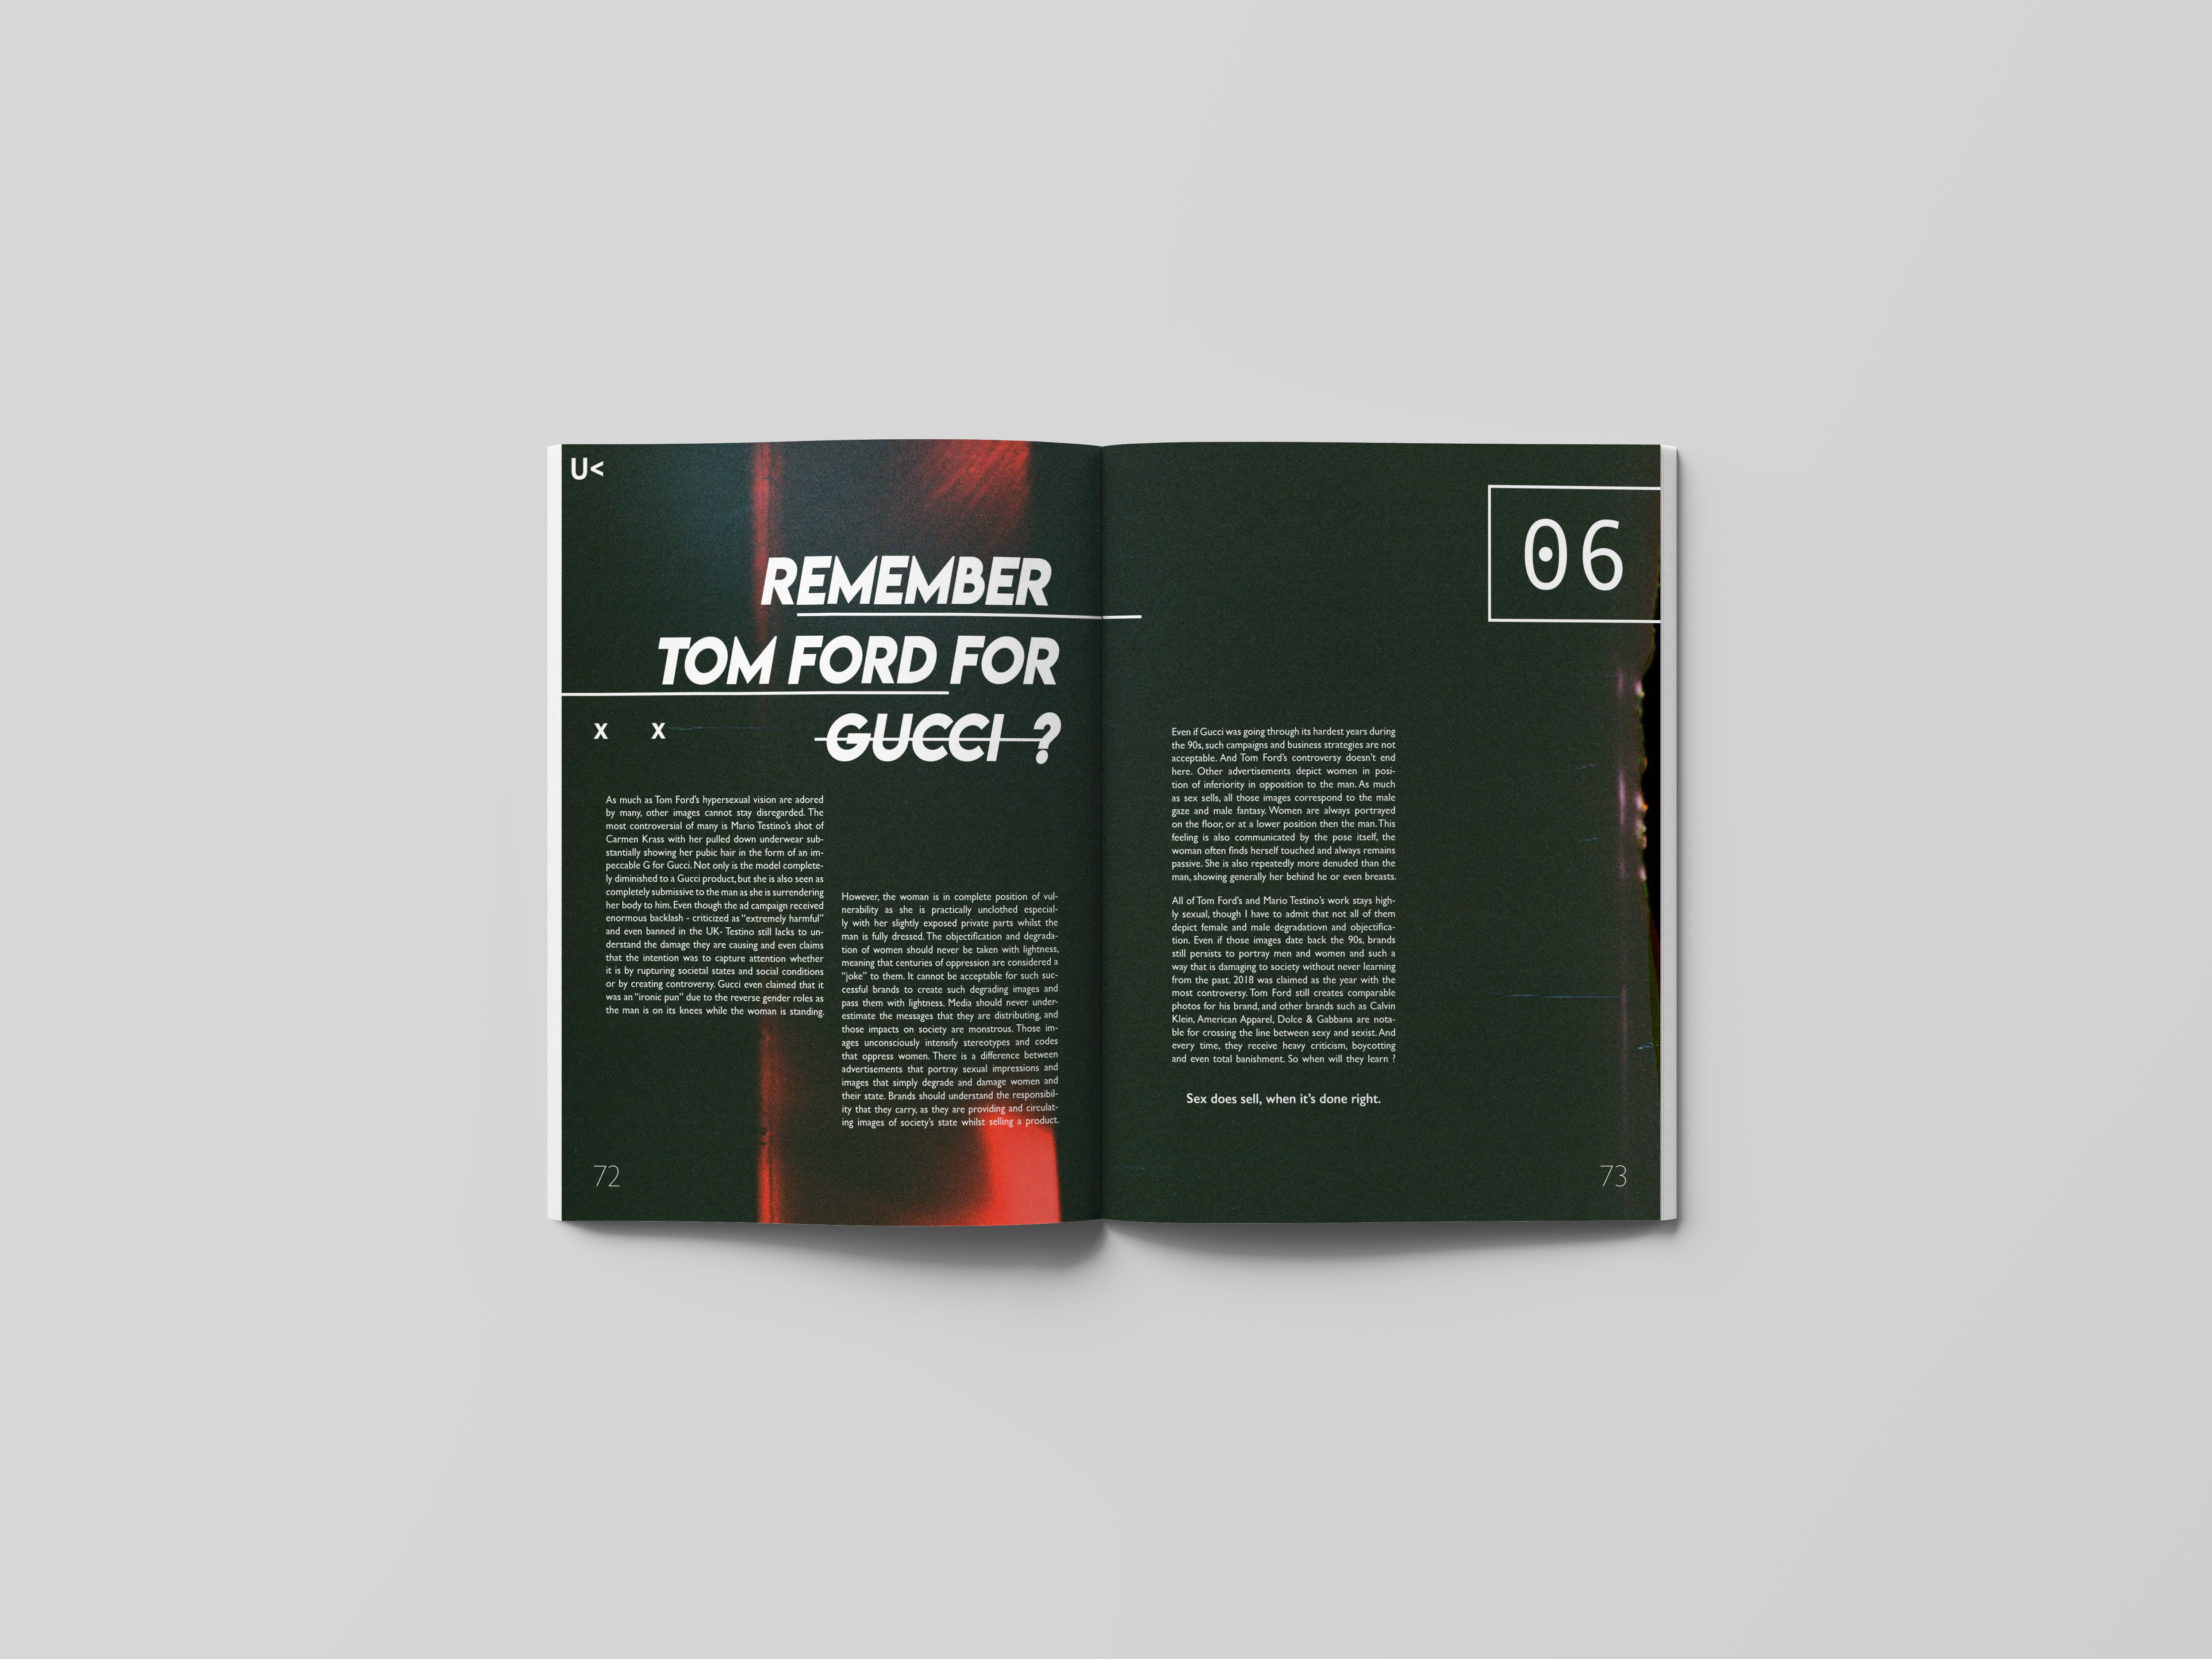 U<
REMEMBER
TOM FORD FOR
GUCCI ?
x x
As much as Tom Ford's hypersexual vision are adored
by many, other images cannot stay disregarded. The
most controversial of many is Mario Testino's shot of
Carmen Krass with her pulled down underwear sub-
stantially showing her pubic hair in the form of an im-
peccable G for Gucci. Not only is the model complete-
ly diminished to a Gucci product, but she is also seen as
completely submissive to the man as she is surrendering
her body to him. Even though the ad campaign received
enormous backlash - criticized as “extremely harmful”
and even banned in the UK- Testino still lacks to un-
derstand the damage they are causing and even claims
that the intention was to capture attention whether
it is by rupturing societal states and social conditions
or by creating controversy. Gucci even claimed that it
was an “ironic pun” due to the reverse gender roles as
the man is on its knees while the woman is standing.
However, the woman is in complete position of vul-
nerability as she is practically unclothed especial-
ly with her slightly exposed private parts whilst the
man is fully dressed. The objectification and degrada-
tion of women should never be taken with lightness,
meaning that centuries of oppression are considered a
“joke” to them. It cannot be acceptable for such suc-
cessful brands to create such degrading images and
pass them with lightness. Media should never under-
estimate the messages that they are distributing, and
those impacts on society are monstrous. Those im-
ages unconsciously intensify stereotypes and codes
that oppress women. There is a difference between
advertisements that portray sexual impressions and
images that simply degrade and damage women and
their state. Brands should understand the responsibil-
ity that they carry, as they are providing and circulat-
ing images of society's state whilst selling a product.
72
06
Even if Gucci was going through its hardest years during
the 90s, such campaigns and business strategies are not
acceptable. And Tom Ford's controversy doesn't end
here. Other advertisements depict women in posi-
tion of inferiority in opposition to the man. As much
as sex sells, all those images correspond to the male
gaze and male fantasy. Women are always portrayed
on the floor, or at a lower position then the man. This
feeling is also communicated by the pose itself, the
woman often finds herself touched and always remains
passive. She is also repeatedly more denuded than the
man, showing generally her behind he or even breasts.
All of Tom Ford's and Mario Testino's work stays high-
ly sexual, though I have to admit that not all of them
depict female and male degradatiovn and objectifica-
tion. Even if those images date back the 90s, brands
still persists to portray men and women and such a
way that is damaging to society without never learning
from the past. 2018 was claimed as the year with the
most controversy. Tom Ford still creates comparable
photos for his brand, and other brands such as Calvin
Klein, American Apparel, Dolce & Gabbana are nota-
ble for crossing the line between sexy and sexist. And
every time, they receive heavy criticism, boycotting
and even total banishment. So when will they learn ?
Sex does sell, when it's done right.
73